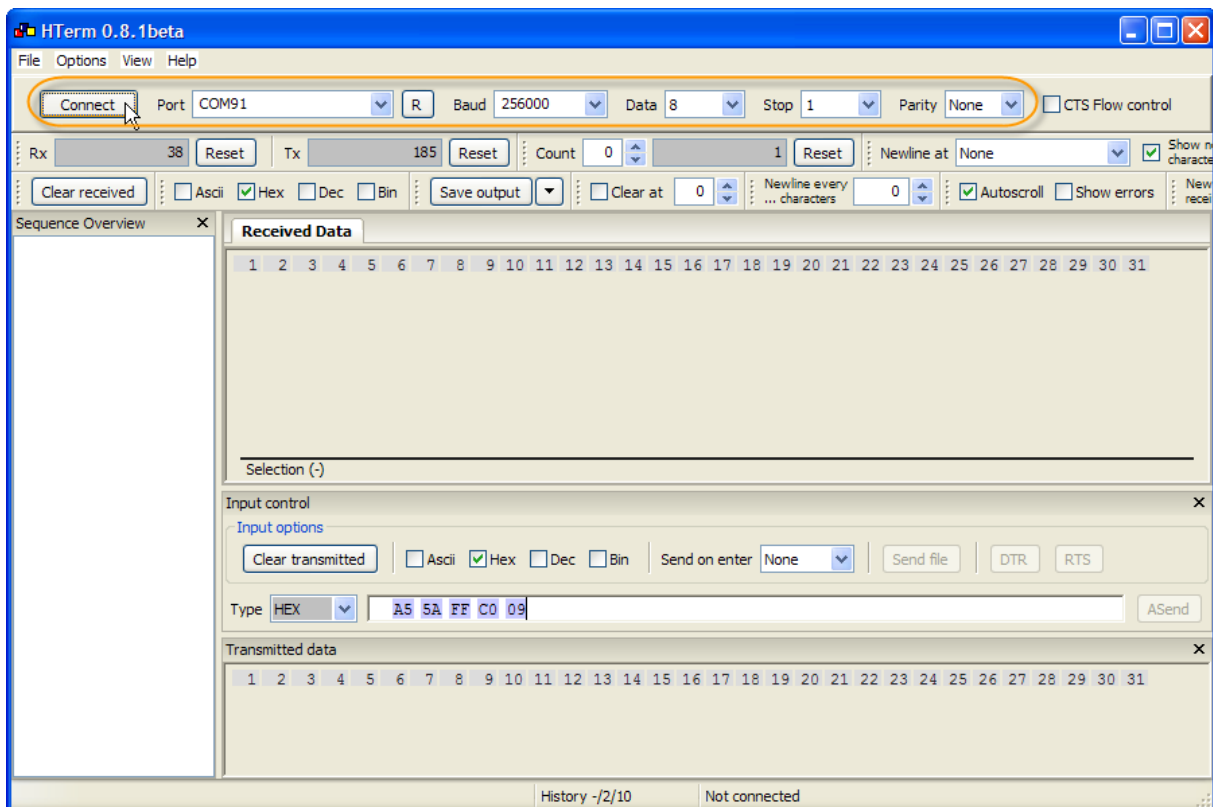 HTerm 0.8.1beta
File Options View Help
Connect Port COM91 R Baud 256000 Data 8 Stop 1 Parity None CTS Flow control
Rx 38 Reset Tx 185 Reset Count 0 1 Reset Newline at None Show
Clear received Ascii Hex Dec Bin Save output Clear at 0 Newline every ... characters 0 Autoscroll Show errors
Sequence Overview
Received Data
1 2 3 4 5 6 7 8 9 10 11 12 13 14 15 16 17 18 19 20 21 22 23 24 25 26 27 28 29 30 31
Selection (-)
Input control
Input options
Clear transmitted Ascii Hex Dec Bin Send on enter None Send file DTR RTS
Type HEX A5 5A FF C0 09 ASend
Transmitted data
1 2 3 4 5 6 7 8 9 10 11 12 13 14 15 16 17 18 19 20 21 22 23 24 25 26 27 28 29 30 31
History -/2/10 Not connected